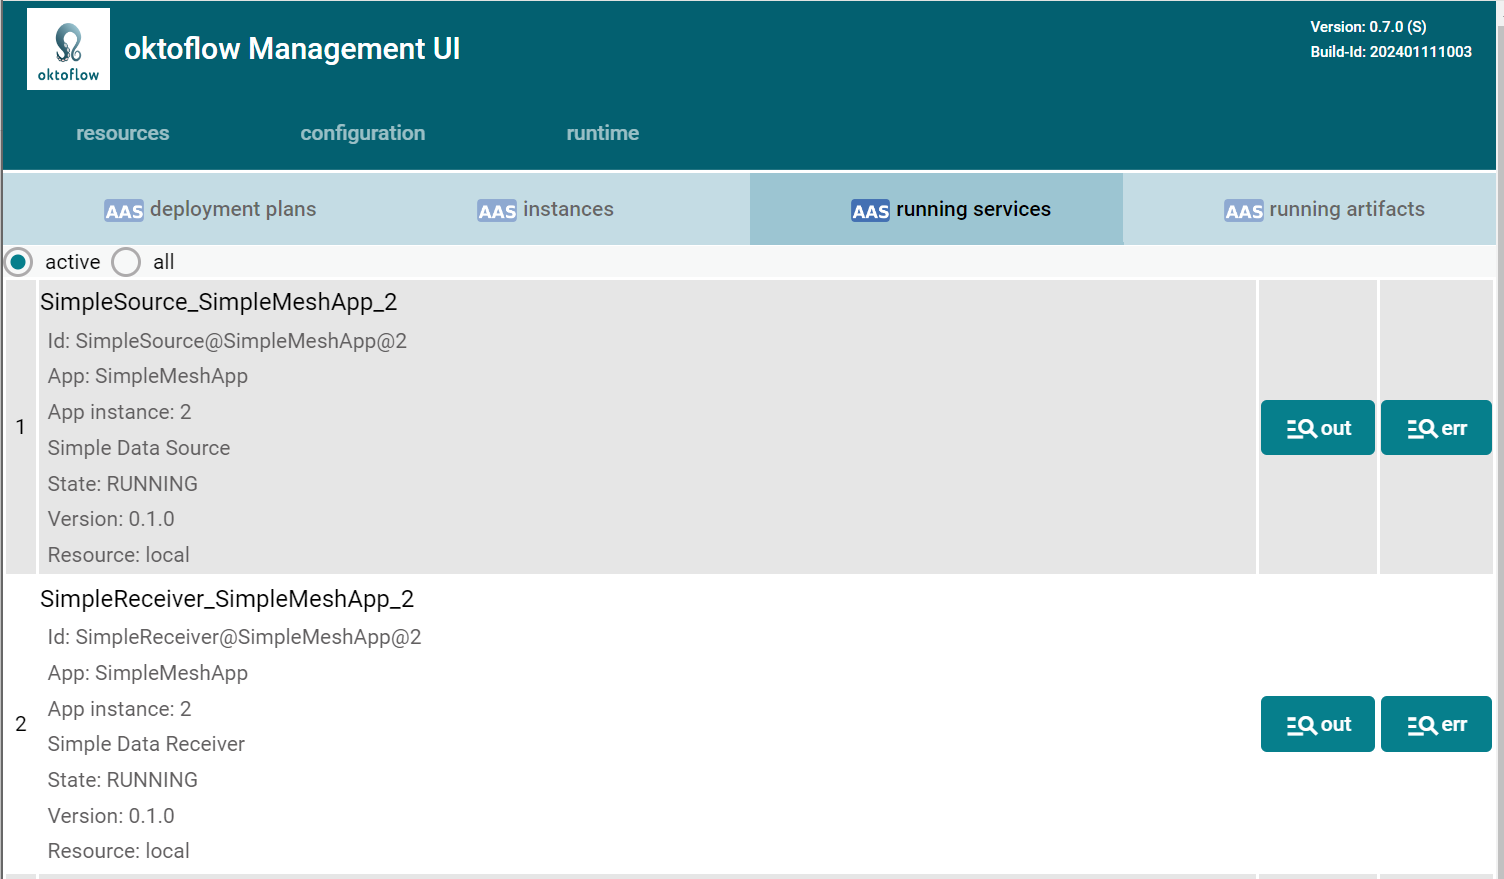 oktoflow
oktoflow Management UI
Version: 0.7.0 (S)
Build-Id: 202401111003
resources configuration runtime
AAS deployment plans AAS instances AAS running services AAS running artifacts
active all
1
SimpleSource_SimpleMeshApp_2
Id: SimpleSource@SimpleMeshApp@2
App: SimpleMeshApp
App instance: 2
Simple Data Source
State: RUNNING
Version: 0.1.0
Resource: local
out err
2
SimpleReceiver_SimpleMeshApp_2
Id: SimpleReceiver@SimpleMeshApp@2
App: SimpleMeshApp
App instance: 2
Simple Data Receiver
State: RUNNING
Version: 0.1.0
Resource: local
out err